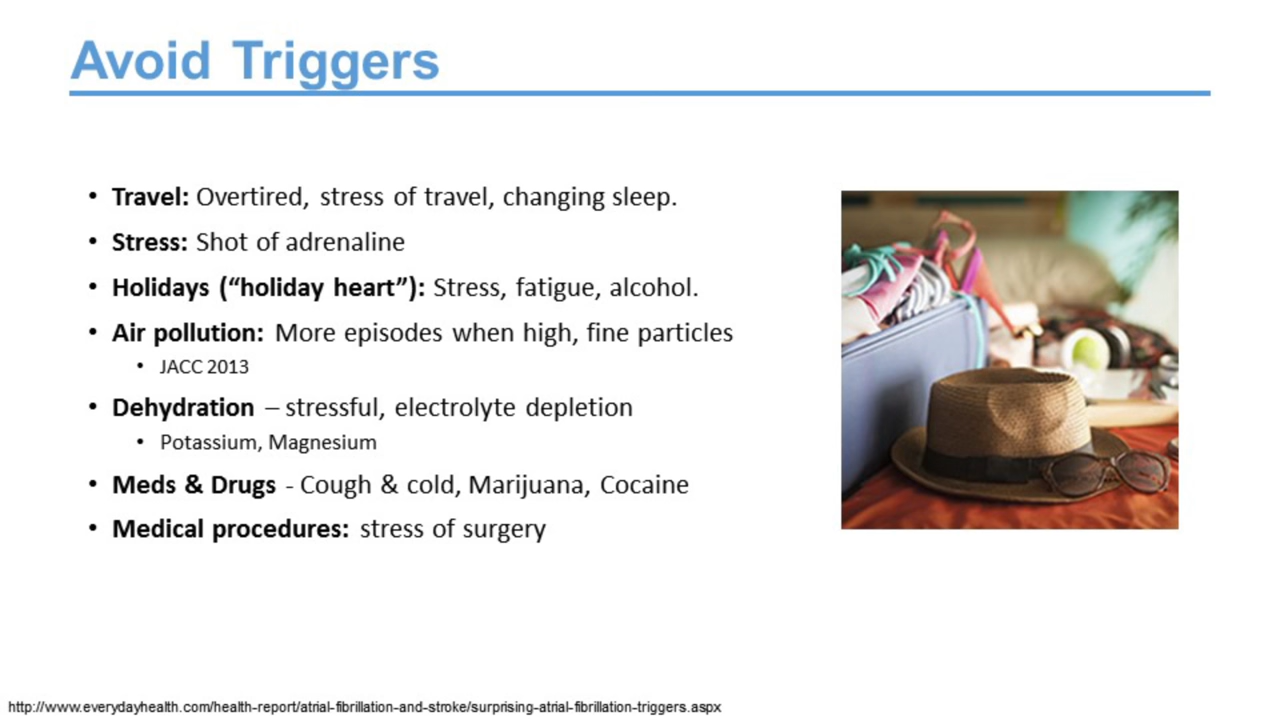 Avoid Triggers
• Travel: Overtired, stress of travel, changing sleep.
• Stress: Shot of adrenaline
• Holidays (“holiday heart”): Stress, fatigue, alcohol.
• Air pollution: More episodes when high, fine particles
• JACC 2013
• Dehydration – stressful, electrolyte depletion
• Potassium, Magnesium
• Meds & Drugs - Cough & cold, Marijuana, Cocaine
• Medical procedures: stress of surgery
http://www.everydayhealth.com/health-report/atrial-fibrillation-and-stroke/surprising-atrial-fibrillation-triggers.aspx